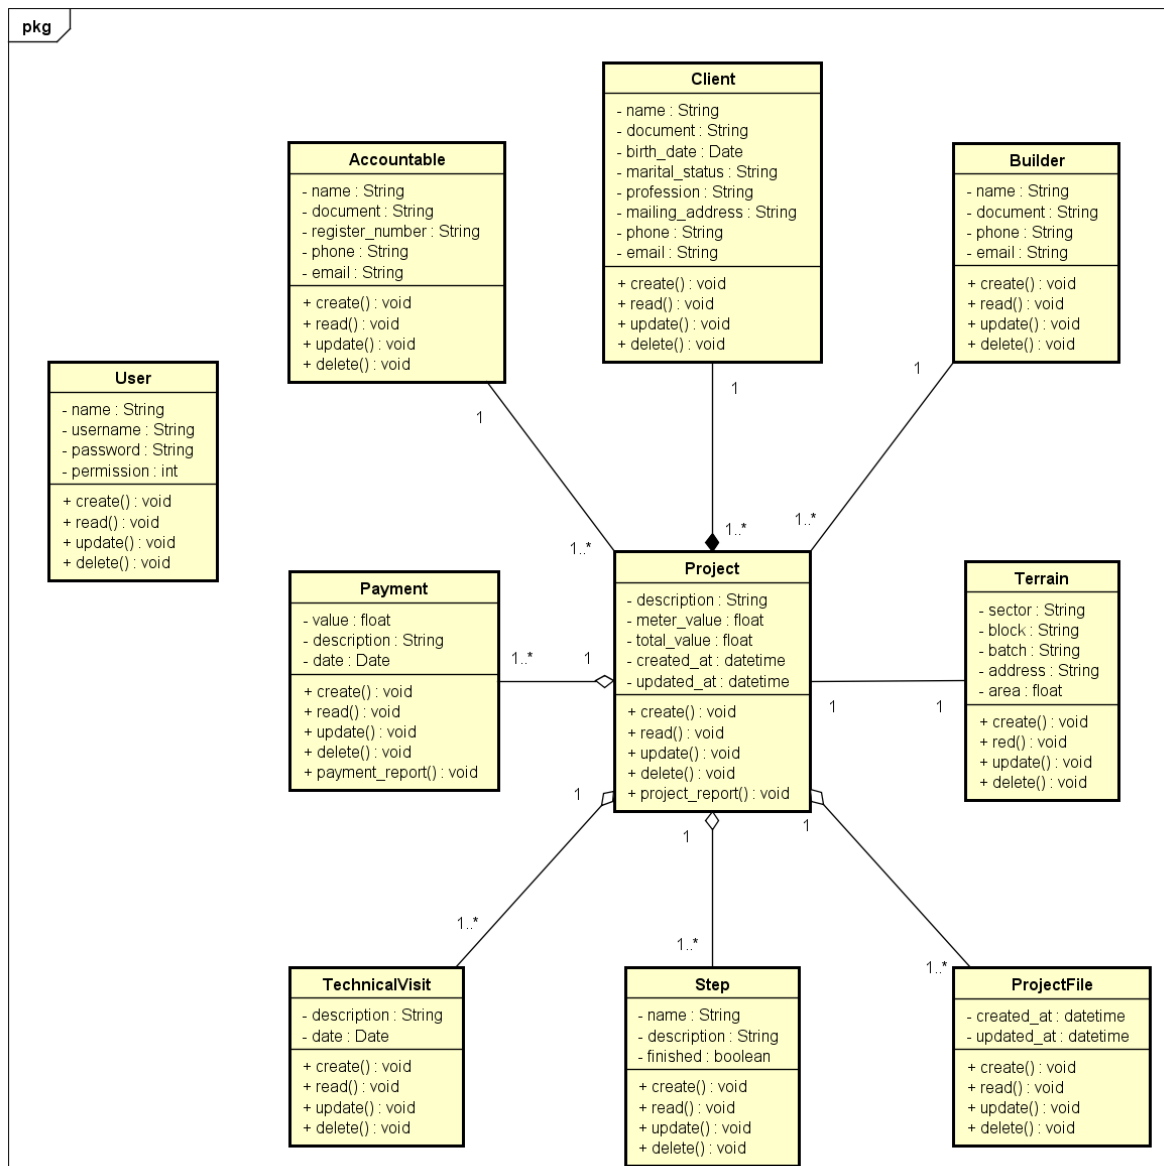 pkg
Client
- name : String
- document : String
- birth_date : Date
- marital_status : String
- profession : String
- mailing_address : String
- phone : String
- email : String
+ create() : void
+ read() : void
+ update() : void
+ delete() : void
1
1..*
Accountable
- name : String
- document : String
- register_number : String
- phone : String
- email : String
+ create() : void
+ read() : void
+ update() : void
+ delete() : void
1
1..*
Builder
- name : String
- document : String
- phone : String
- email : String
+ create() : void
+ read() : void
+ update() : void
+ delete() : void
1
1..*
User
- name : String
- username : String
- password : String
- permission : int
+ create() : void
+ read() : void
+ update() : void
+ delete() : void
Payment
- value : float
- description : String
- date : Date
+ create() : void
+ read() : void
+ update() : void
+ delete() : void
+ payment_report() : void
1..*
1
Project
- description : String
- meter_value : float
- total_value : float
- created_at : datetime
- updated_at : datetime
+ create() : void
+ read() : void
+ update() : void
+ delete() : void
+ project_report() : void
1
1
Terrain
- sector : String
- block : String
- batch : String
- address : String
- area : float
+ create() : void
+ red() : void
+ update() : void
+ delete() : void
1
1..*
1
1..*
1
1..*
TechnicalVisit
- description : String
- date : Date
+ create() : void
+ read() : void
+ update() : void
+ delete() : void
Step
- name : String
- description : String
- finished : boolean
+ create() : void
+ read() : void
+ update() : void
+ delete() : void
ProjectFile
- created_at : datetime
- updated_at : datetime
+ create() : void
+ read() : void
+ update() : void
+ delete() : void